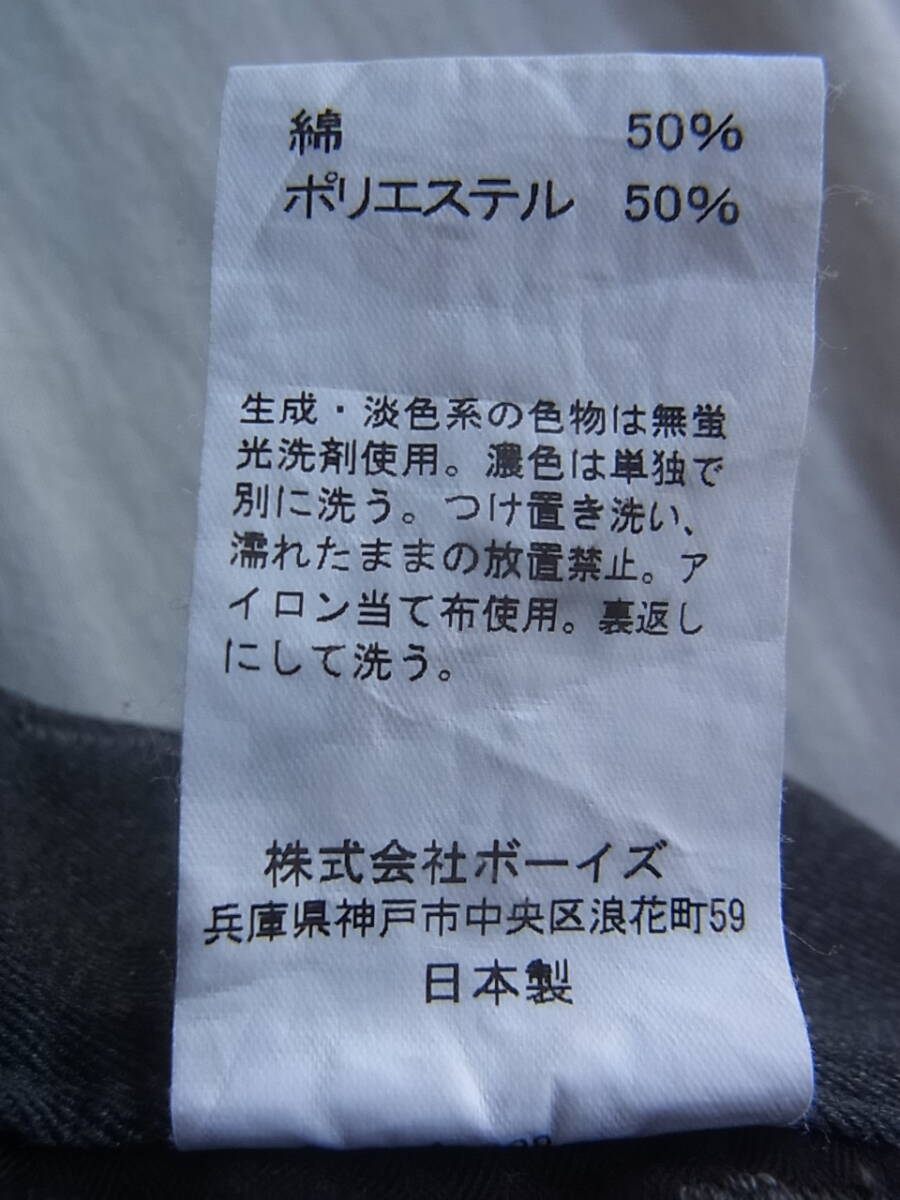 綿 50%
ポリエステル 50%
生成・淡色系の色物は無蛍
光洗剤使用。濃色は単独で
別に洗う。つけ置き洗い、
濡れたままの放置禁止。ア
イロン当て布使用。裏返し
にして洗う。
株式会社ボーイズ
兵庫県神戸市中央区浪花町59
日本製